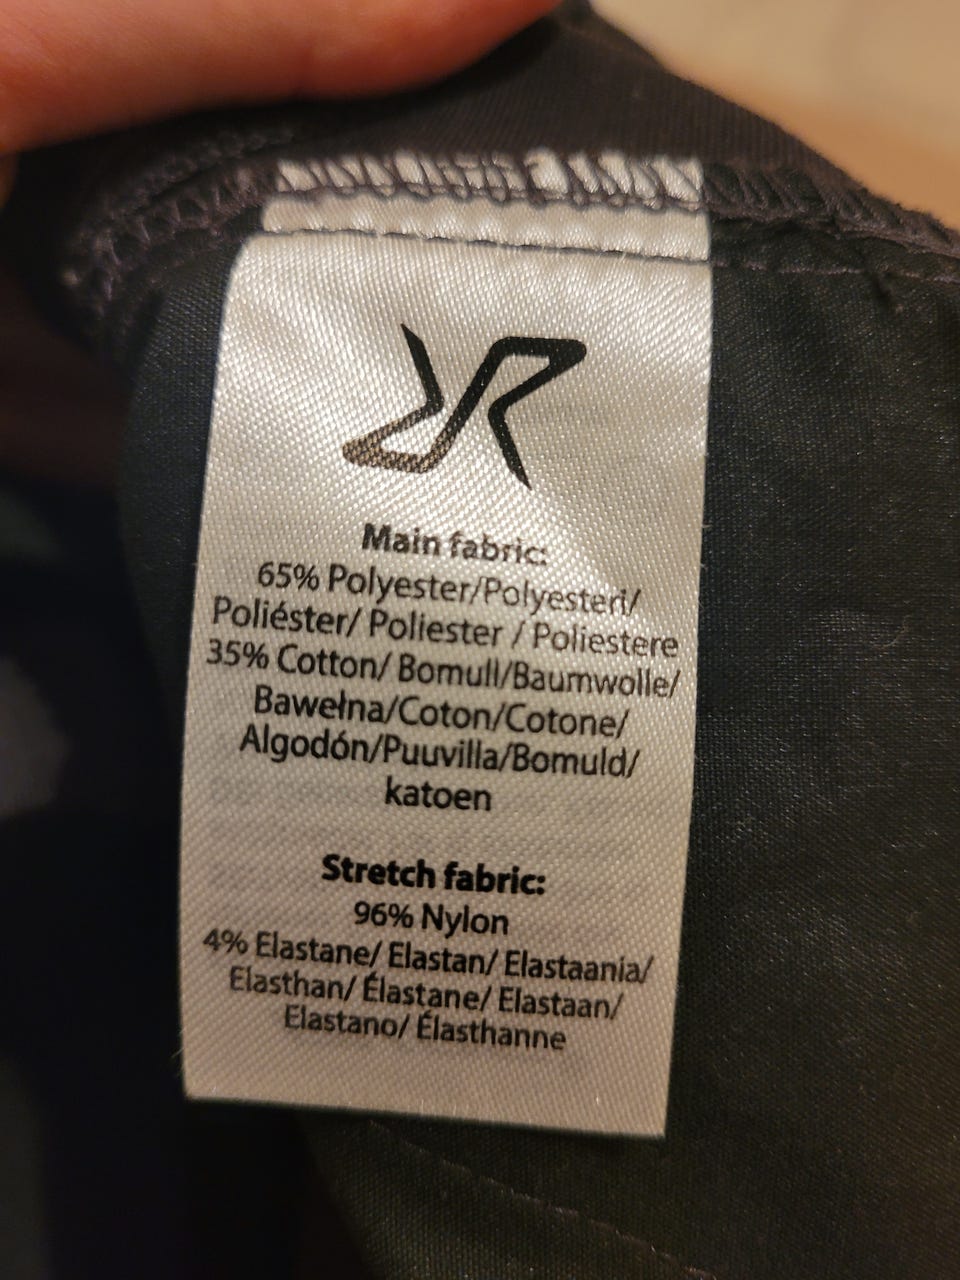 Main fabric:
65% Polyester/Polyesteri/
Poliéster/ Poliester / Poliestere
35% Cotton/ Bomull/Baumwolle/
Bawełna/Coton/Cotone/
Algodón/Puuvilla/Bomuld/
katoen
Stretch fabric:
96% Nylon
4% Elastane/ Elastan/ Elastaania/
Elasthan/ Élastane/ Elastaan/
Elastano/ Élasthanne